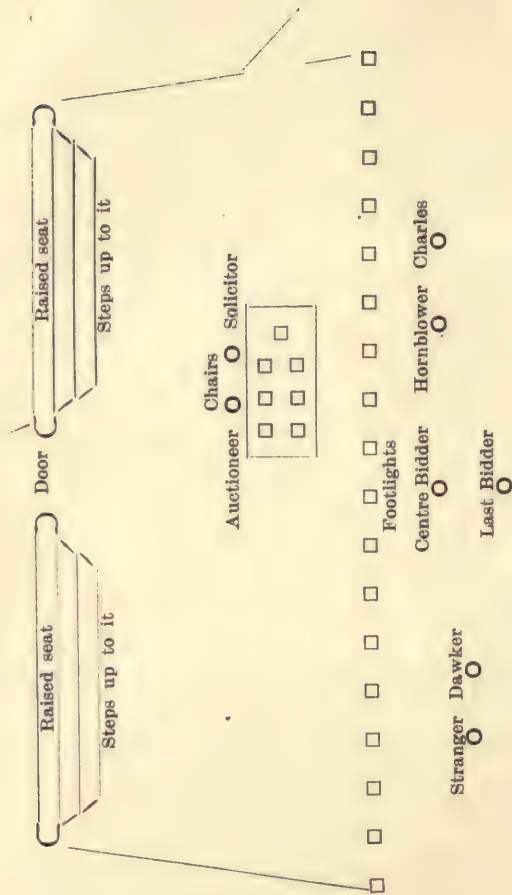 Raised seat Door Raised seat
Steps up to it Steps up to it
Chairs
Auctioneer Solicitor
Footlights
Centre Bidder Hornblower Charles
Stranger Dawker
Last Bidder